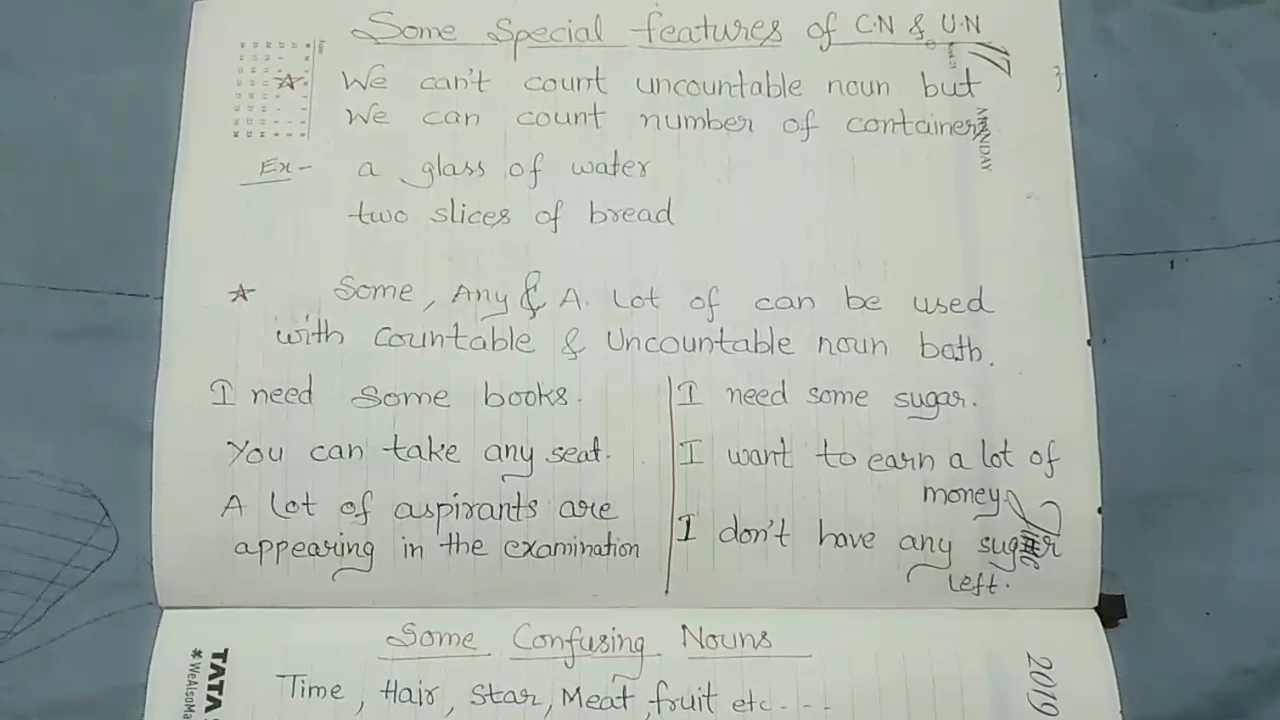 Some Special features of C.N & U.N
17
We can't count uncountable noun but
We can count number of containers
MONDAY
Ex- a glass of water
two slices of bread
Some, Any & A. Lot of can be used
with countable & Uncountable noun bath.
I need some books.
You can take any seat.
A Lot of aspirants are
appearing in the examination
I need some sugar.
I want to earn a lot of
money
I don't have any sugar
left.
Some Confusing Nouns
Time, Hair, Star, Meat, fruit etc----
2019
TATA
#WeAlsoMa